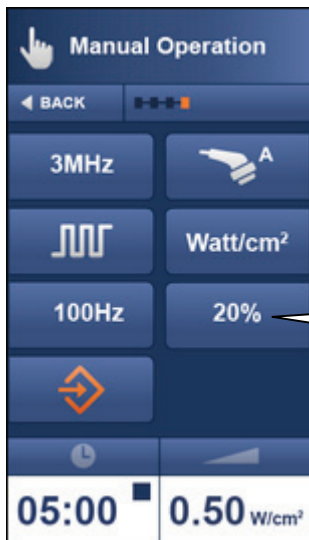 Manual Operation
BACK
3MHz
A
Watt/cm²
100Hz
20%
05:00
0.50 W/cm²